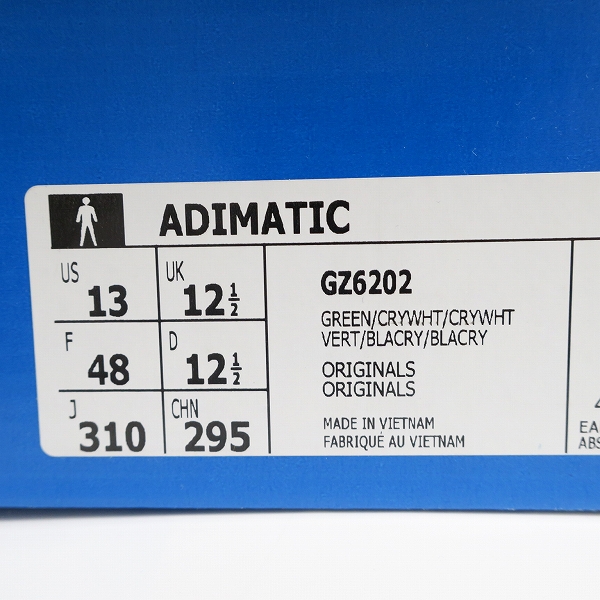 ADIMATIC
US 13 UK 12 1/2
F 48 D 12 1/2
J 310 CHN 295
GZ6202
GREEN/CRYWHT/CRYWHT
VERT/BLACRY/BLACRY
ORIGINALS
ORIGINALS
MADE IN VIETNAM
FABRIQUÉ AU VIETNAM